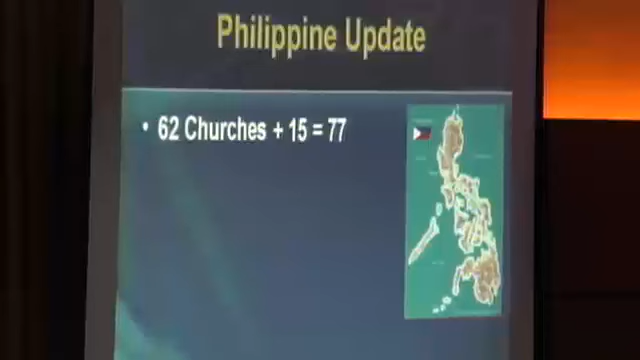 Philippine Update
• 62 Churches + 15 = 77